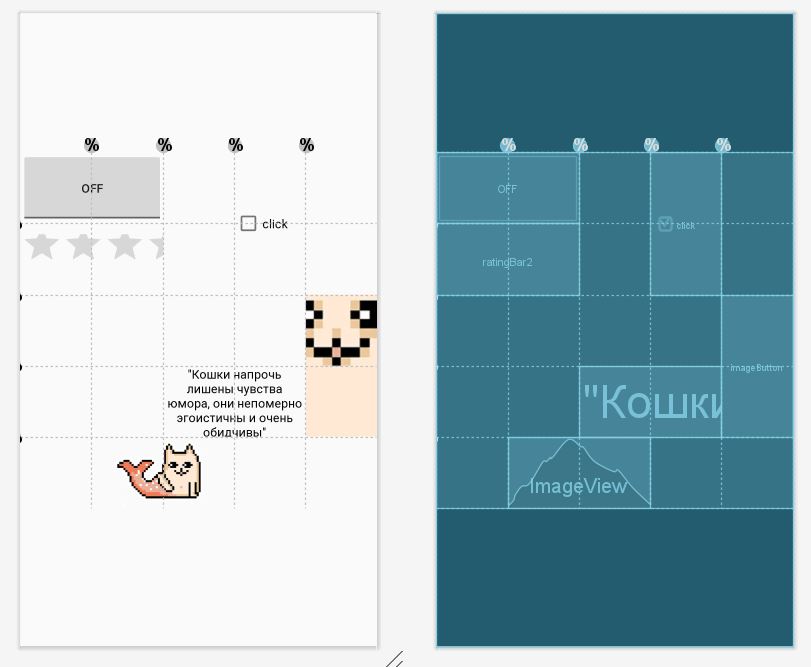 % % % %
OFF
click
"Кошки напрочь
лишены чувства
юмора, они непомерно
эгоистичны и очень
обидчивы"
% % % %
OFF
click
ratingBar2
ImageButton
"Кошки
ImageView